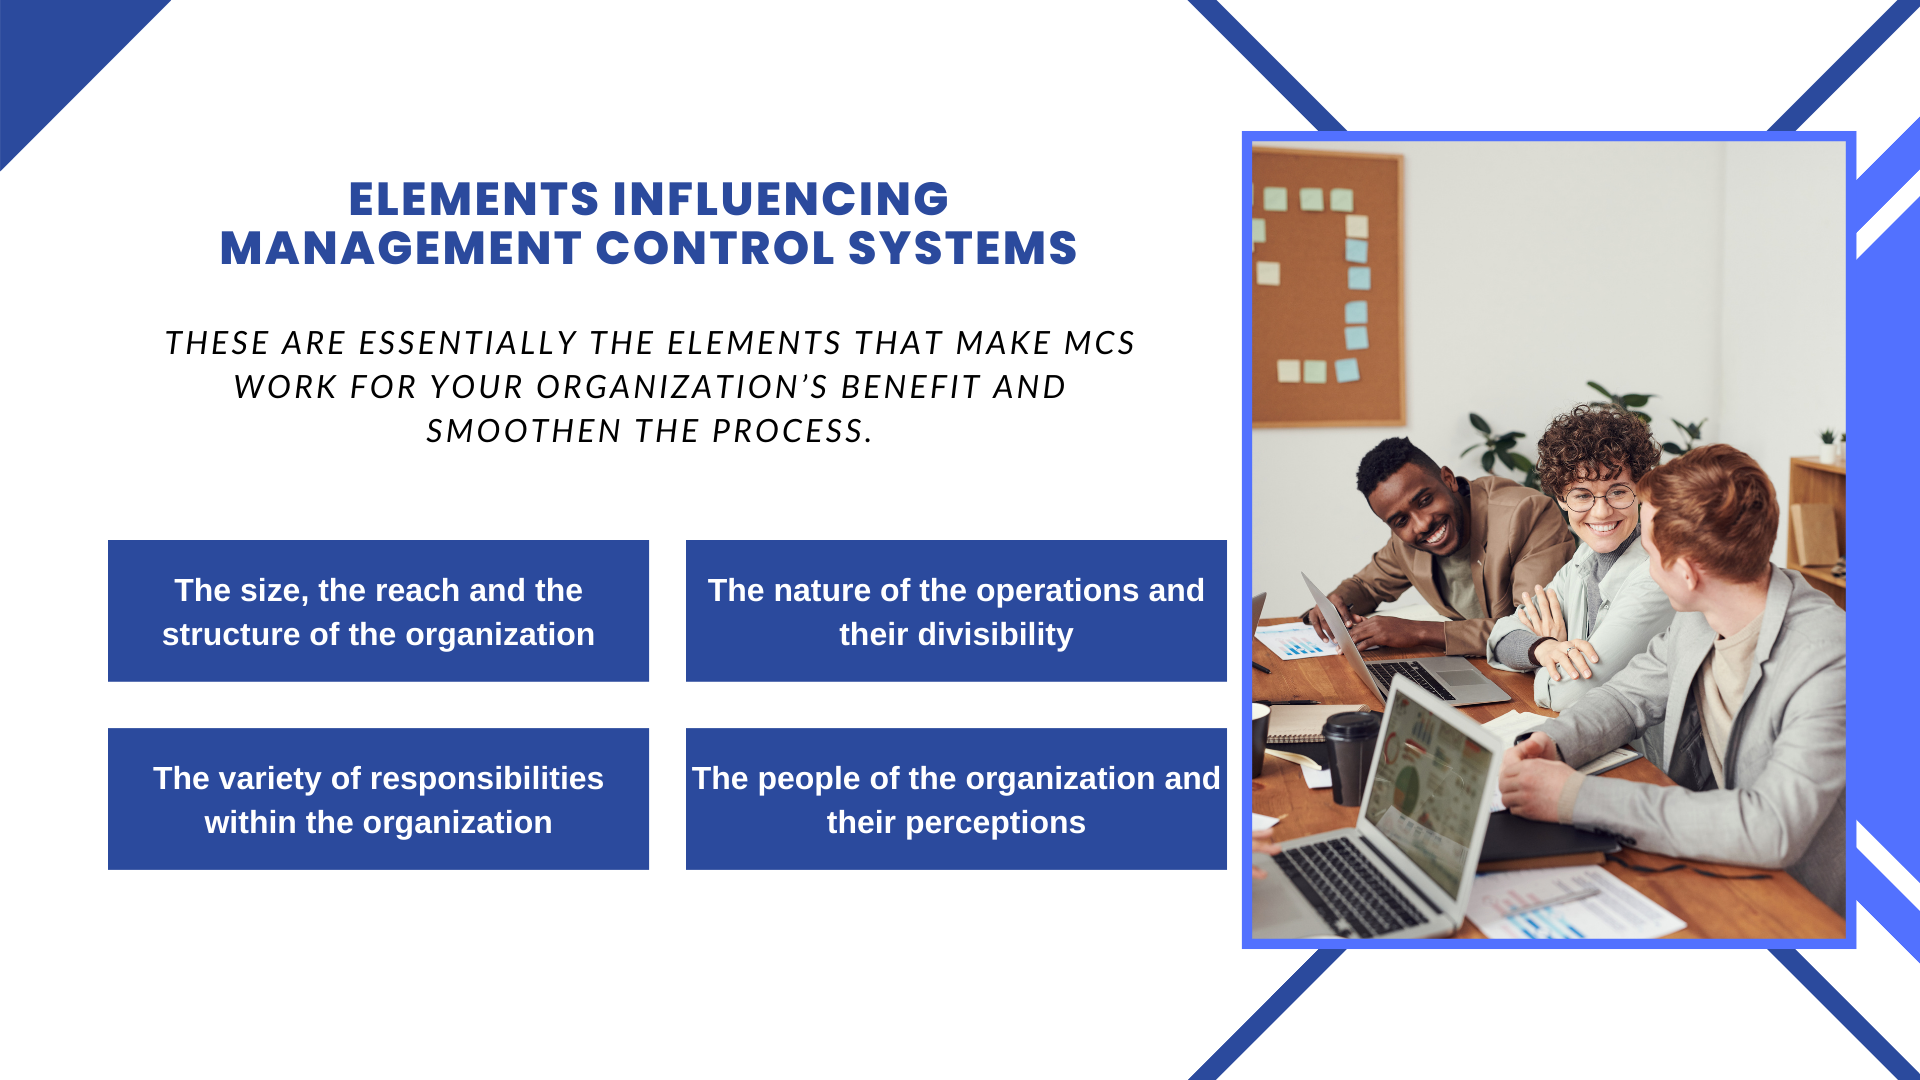 ELEMENTS INFLUENCING
MANAGEMENT CONTROL SYSTEMS
THESE ARE ESSENTIALLY THE ELEMENTS THAT MAKE MCS
WORK FOR YOUR ORGANIZATION’S BENEFIT AND
SMOOTHEN THE PROCESS.
The size, the reach and the
structure of the organization
The nature of the operations and
their divisibility
The variety of responsibilities
within the organization
The people of the organization and
their perceptions